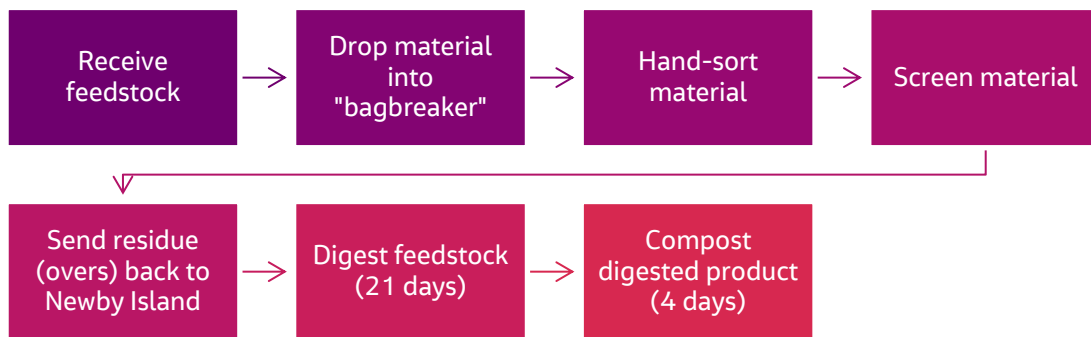 Receive
feedstock
Drop material
into
"bagbreaker"
Hand-sort
material
Screen material
Send residue
(overs) back to
Newby Island
Digest feedstock
(21 days)
Compost
digested product
(4 days)